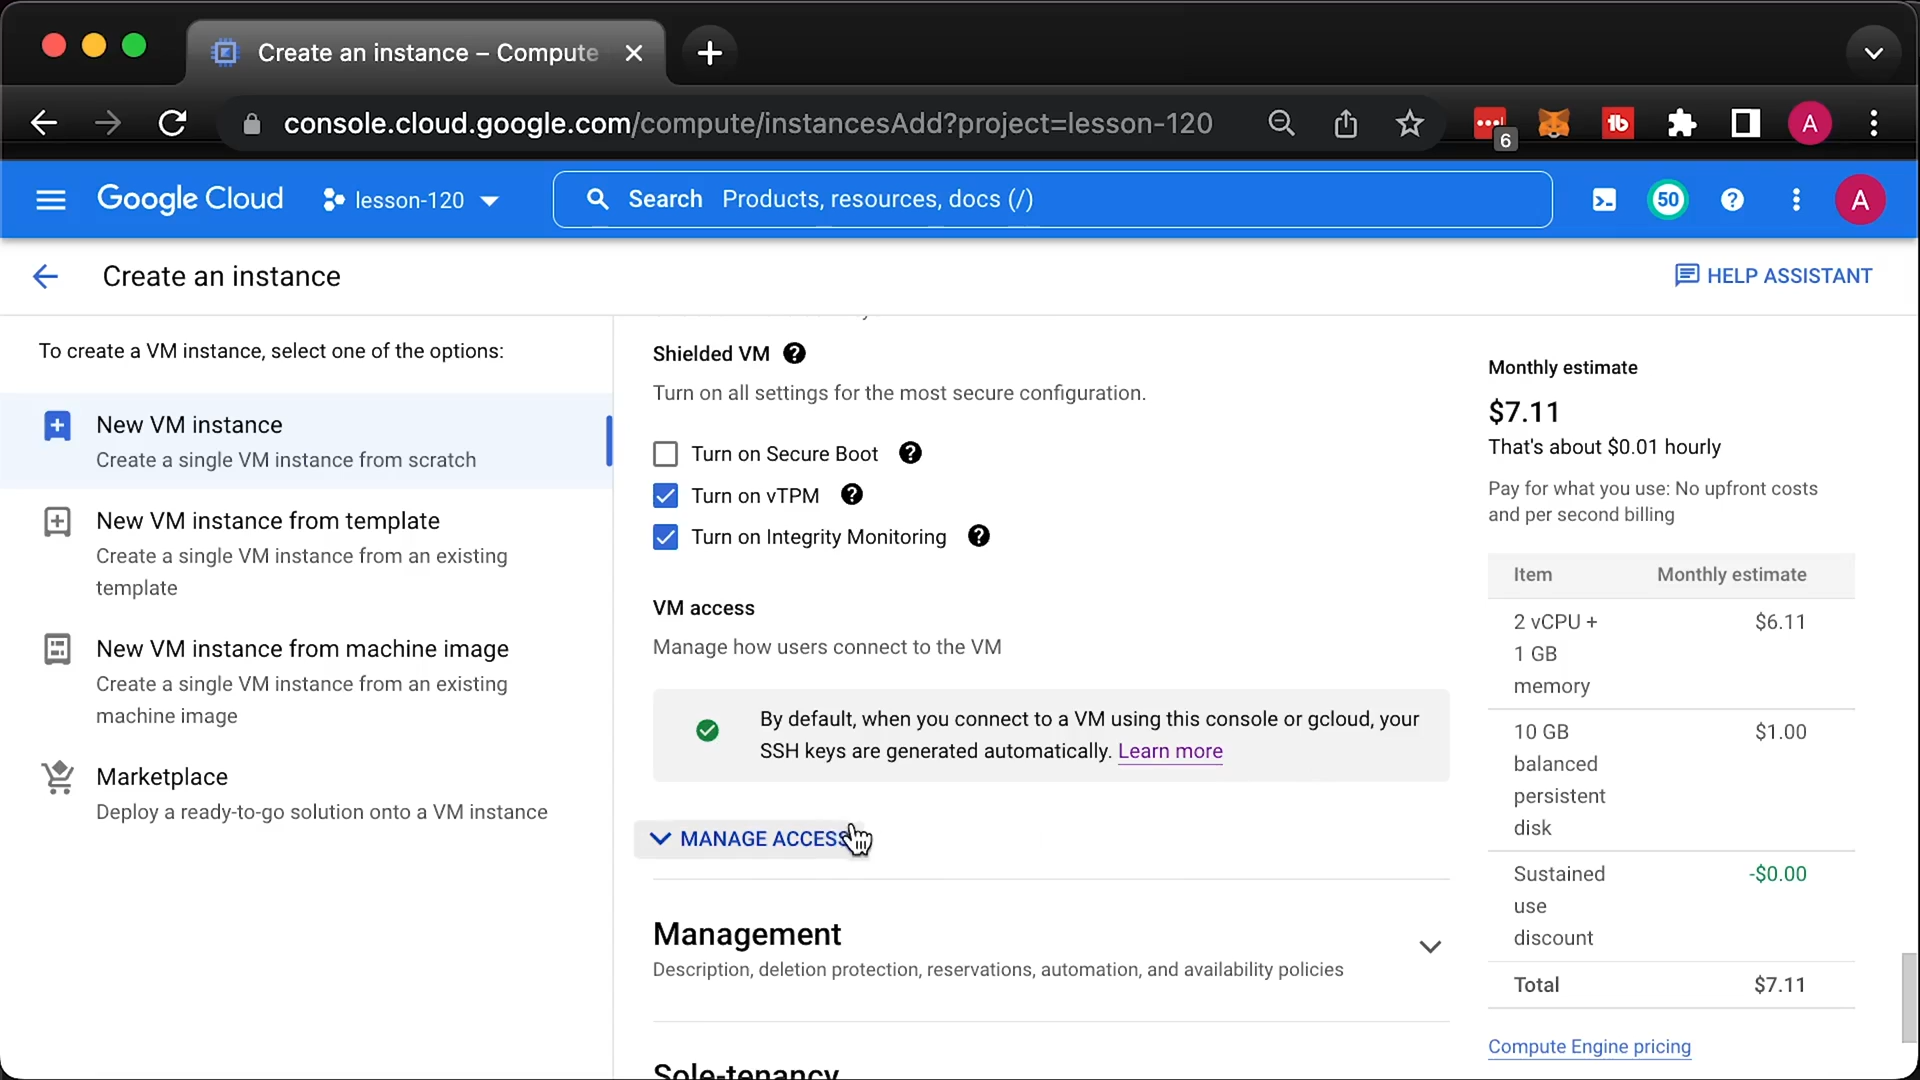 Create an instance – Compute
console.cloud.google.com/compute/instancesAdd?project=lesson-120
6
A
Google Cloud
lesson-120
Search Products, resources, docs (/)
50
A
Create an instance
HELP ASSISTANT
To create a VM instance, select one of the options:
New VM instance
Create a single VM instance from scratch
New VM instance from template
Create a single VM instance from an existing
template
New VM instance from machine image
Create a single VM instance from an existing
machine image
Marketplace
Deploy a ready-to-go solution onto a VM instance
Shielded VM
Turn on all settings for the most secure configuration.
Turn on Secure Boot
Turn on vTPM
Turn on Integrity Monitoring
VM access
Manage how users connect to the VM
By default, when you connect to a VM using this console or gcloud, your
SSH keys are generated automatically. Learn more
MANAGE ACCESS
Management
Description, deletion protection, reservations, automation, and availability policies
Sole-tenancy
Monthly estimate
$7.11
That's about $0.01 hourly
Pay for what you use: No upfront costs
and per second billing
Item Monthly estimate
2 vCPU + $6.11
1 GB
memory
10 GB $1.00
balanced
persistent
disk
Sustained -$0.00
use
discount
Total $7.11
Compute Engine pricing